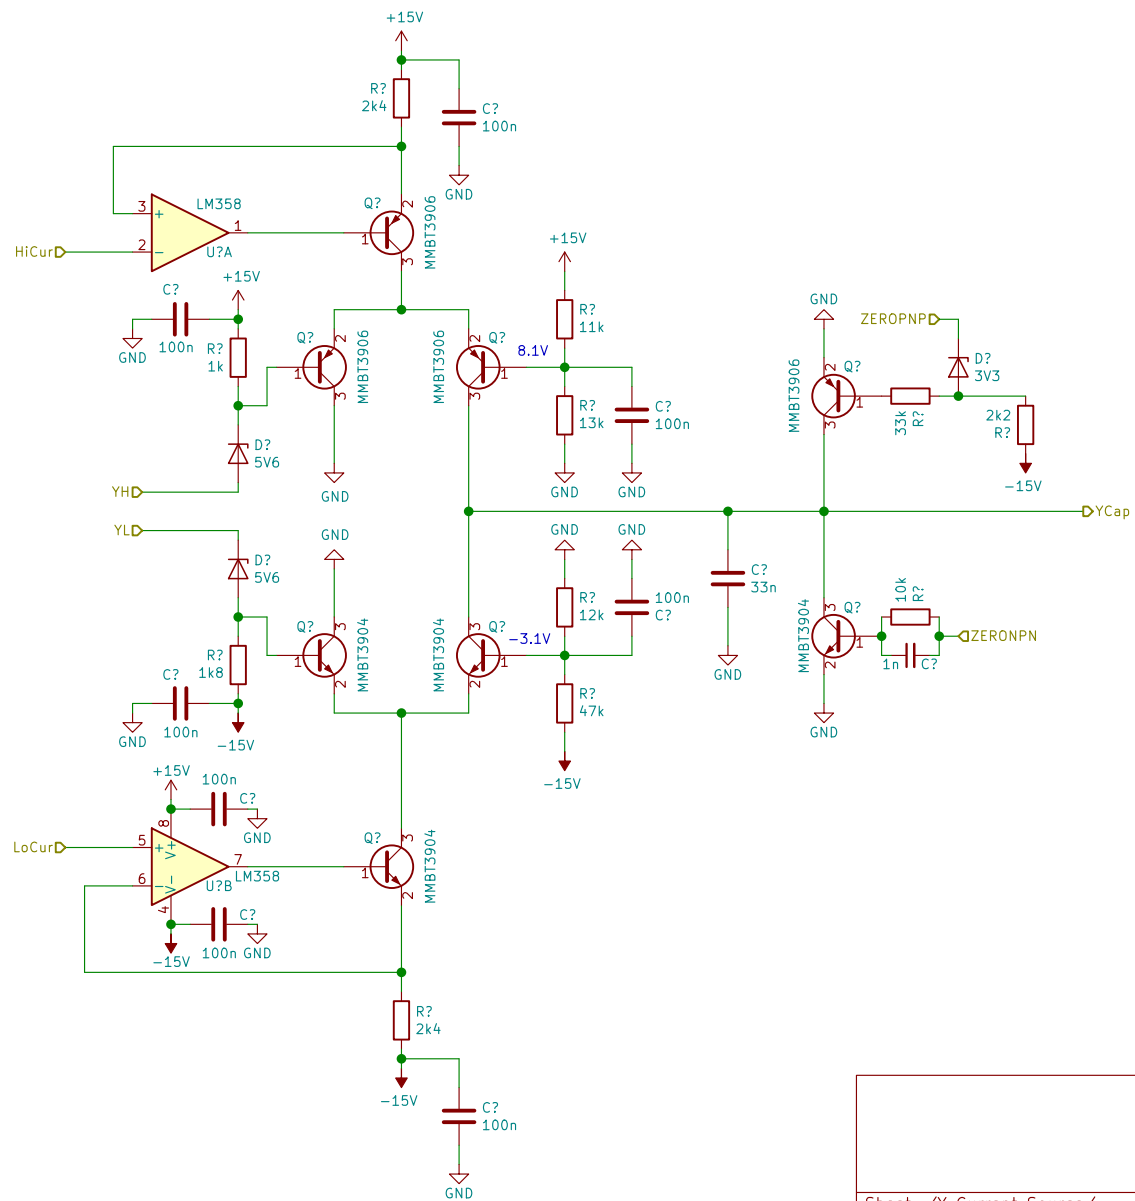 +15V
R?
2k4
C?
100n
GND
LM358
3
+
1
2
−
U?A
HiCur
Q?
2
1
3
MMBT3906
+15V
C?
100n
GND
R?
1k
Q?
2
1
3
MMBT3906
Q?
2
1
3
MMBT3906
8.1V
+15V
R?
11k
R?
13k
C?
100n
GND
GND
D?
5V6
GND
YH
GND
ZEROPNP
Q?
2
1
3
MMBT3906
D?
3V3
33k
R?
2k2
R?
−15V
YCap
YL
D?
5V6
GND
Q?
3
1
2
MMBT3904
Q?
3
1
2
MMBT3904
−3.1V
GND
GND
R?
12k
100n
C?
R?
47k
−15V
C?
33n
GND
10k
R?
Q?
3
1
2
MMBT3904
1n
C?
ZERONPN
GND
R?
1k8
C?
100n
GND
−15V
+15V
100n
C?
GND
8
V+
LoCur
5
+
7
6
−
V−
4
LM358
U?B
C?
100n
GND
−15V
Q?
3
1
2
MMBT3904
R?
2k4
−15V
C?
100n
GND